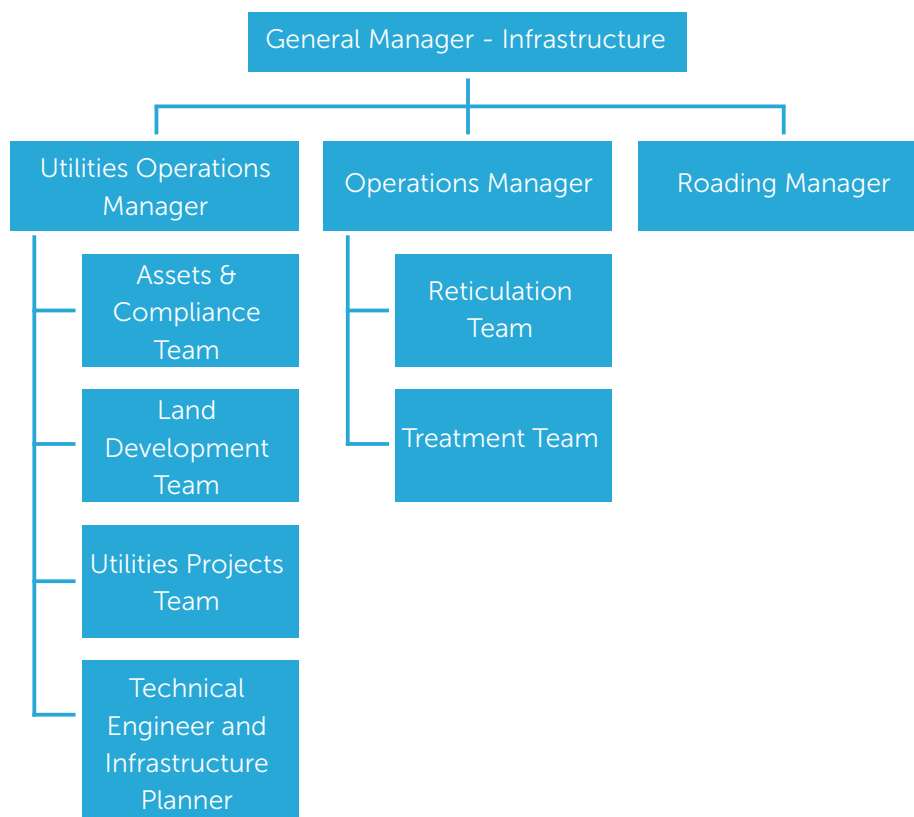 General Manager - Infrastructure
Utilities Operations
Manager
Operations Manager
Roading Manager
Assets &
Compliance
Team
Land
Development
Team
Utilities Projects
Team
Technical
Engineer and
Infrastructure
Planner
Reticulation
Team
Treatment Team